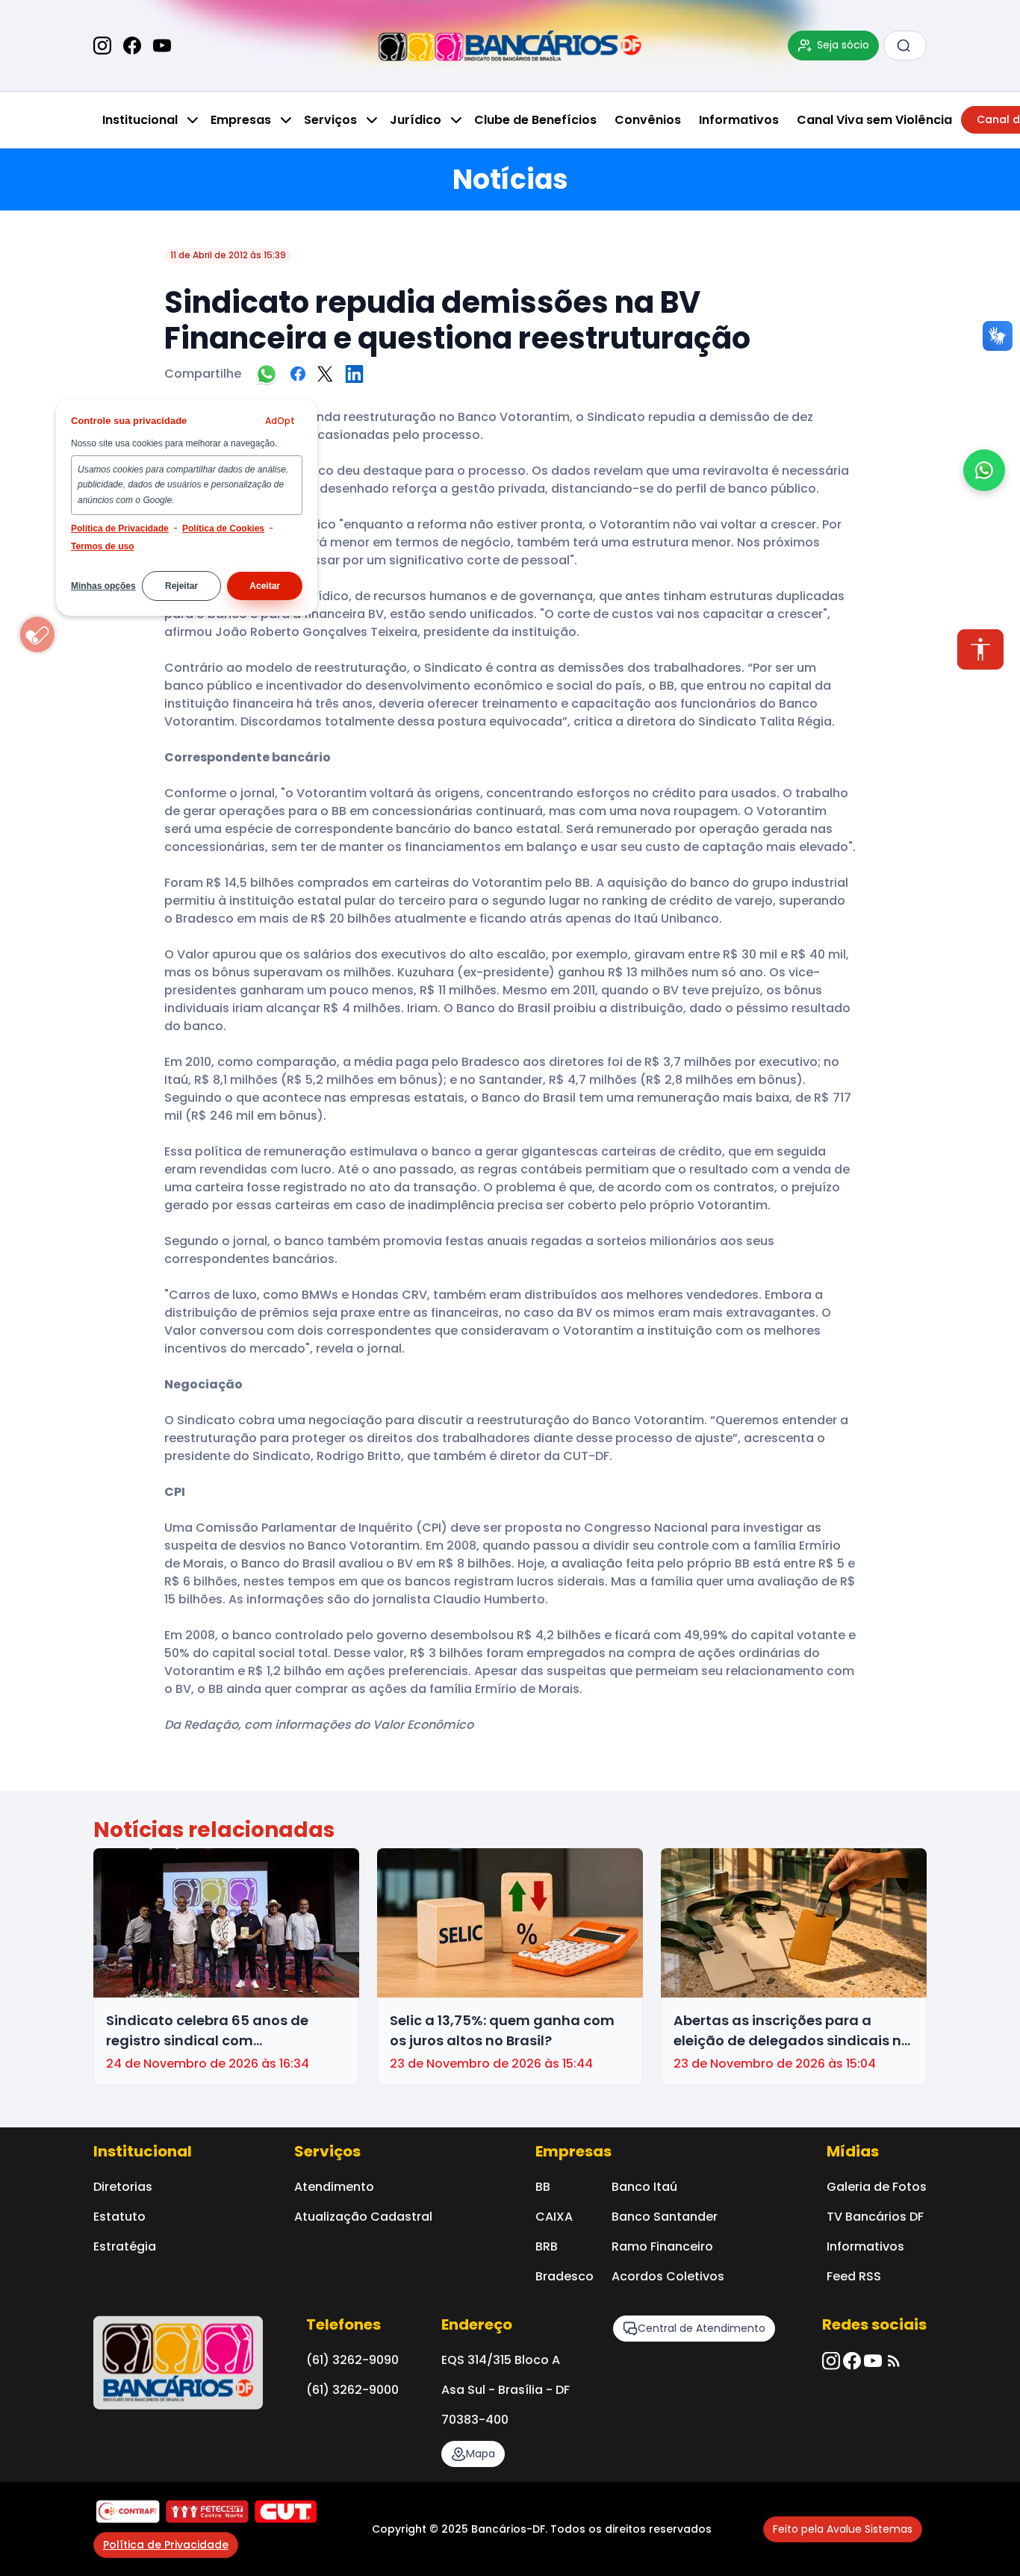 BANCÁRIOS DF
SINDICATO DOS BANCÁRIOS DE BRASÍLIA
Seja sócio
Institucional
Empresas
Serviços
Jurídico
Clube de Benefícios
Convênios
Informativos
Canal Viva sem Violência
Canal d
Notícias
11 de Abril de 2012 às 15:39
Sindicato repudia demissões na BV
Financeira e questiona reestruturação
Compartilhe
Controle sua privacidade
AdOpt
Nosso site usa cookies para melhorar a navegação.
Usamos cookies para compartilhar dados de análise,
publicidade, dados de usuários e personalização de
anúncios com o Google.
Política de Privacidade - Política de Cookies -
Termos de uso
Minhas opções
Rejeitar
Aceitar
nda reestruturação no Banco Votorantim, o Sindicato repudia a demissão de dez
casionadas pelo processo.
co deu destaque para o processo. Os dados revelam que uma reviravolta é necessária
desenhado reforça a gestão privada, distanciando-se do perfil de banco público.
ico "enquanto a reforma não estiver pronta, o Votorantim não vai voltar a crescer. Por
rá menor em termos de negócio, também terá uma estrutura menor. Nos próximos
ssar por um significativo corte de pessoal".
ídico, de recursos humanos e de governança, que antes tinham estruturas duplicadas
para o banco e para a financeira BV, estão sendo unificados. "O corte de custos vai nos capacitar a crescer",
afirmou João Roberto Gonçalves Teixeira, presidente da instituição.
Contrário ao modelo de reestruturação, o Sindicato é contra as demissões dos trabalhadores. “Por ser um
banco público e incentivador do desenvolvimento econômico e social do país, o BB, que entrou no capital da
instituição financeira há três anos, deveria oferecer treinamento e capacitação aos funcionários do Banco
Votorantim. Discordamos totalmente dessa postura equivocada”, critica a diretora do Sindicato Talita Régia.
Correspondente bancário
Conforme o jornal, "o Votorantim voltará às origens, concentrando esforços no crédito para usados. O trabalho
de gerar operações para o BB em concessionárias continuará, mas com uma nova roupagem. O Votorantim
será uma espécie de correspondente bancário do banco estatal. Será remunerado por operação gerada nas
concessionárias, sem ter de manter os financiamentos em balanço e usar seu custo de captação mais elevado".
Foram R$ 14,5 bilhões comprados em carteiras do Votorantim pelo BB. A aquisição do banco do grupo industrial
permitiu à instituição estatal pular do terceiro para o segundo lugar no ranking de crédito de varejo, superando
o Bradesco em mais de R$ 20 bilhões atualmente e ficando atrás apenas do Itaú Unibanco.
O Valor apurou que os salários dos executivos do alto escalão, por exemplo, giravam entre R$ 30 mil e R$ 40 mil,
mas os bônus superavam os milhões. Kuzuhara (ex-presidente) ganhou R$ 13 milhões num só ano. Os vice-
presidentes ganharam um pouco menos, R$ 11 milhões. Mesmo em 2011, quando o BV teve prejuízo, os bônus
individuais iriam alcançar R$ 4 milhões. Iriam. O Banco do Brasil proibiu a distribuição, dado o péssimo resultado
do banco.
Em 2010, como comparação, a média paga pelo Bradesco aos diretores foi de R$ 3,7 milhões por executivo; no
Itaú, R$ 8,1 milhões (R$ 5,2 milhões em bônus); e no Santander, R$ 4,7 milhões (R$ 2,8 milhões em bônus).
Seguindo o que acontece nas empresas estatais, o Banco do Brasil tem uma remuneração mais baixa, de R$ 717
mil (R$ 246 mil em bônus).
Essa política de remuneração estimulava o banco a gerar gigantescas carteiras de crédito, que em seguida
eram revendidas com lucro. Até o ano passado, as regras contábeis permitiam que o resultado com a venda de
uma carteira fosse registrado no ato da transação. O problema é que, de acordo com os contratos, o prejuízo
gerado por essas carteiras em caso de inadimplência precisa ser coberto pelo próprio Votorantim.
Segundo o jornal, o banco também promovia festas anuais regadas a sorteios milionários aos seus
correspondentes bancários.
"Carros de luxo, como BMWs e Hondas CRV, também eram distribuídos aos melhores vendedores. Embora a
distribuição de prêmios seja praxe entre as financeiras, no caso da BV os mimos eram mais extravagantes. O
Valor conversou com dois correspondentes que consideravam o Votorantim a instituição com os melhores
incentivos do mercado", revela o jornal.
Negociação
O Sindicato cobra uma negociação para discutir a reestruturação do Banco Votorantim. “Queremos entender a
reestruturação para proteger os direitos dos trabalhadores diante desse processo de ajuste”, acrescenta o
presidente do Sindicato, Rodrigo Britto, que também é diretor da CUT-DF.
CPI
Uma Comissão Parlamentar de Inquérito (CPI) deve ser proposta no Congresso Nacional para investigar as
suspeita de desvios no Banco Votorantim. Em 2008, quando passou a dividir seu controle com a família Ermírio
de Morais, o Banco do Brasil avaliou o BV em R$ 8 bilhões. Hoje, a avaliação feita pelo próprio BB está entre R$ 5 e
R$ 6 bilhões, nestes tempos em que os bancos registram lucros siderais. Mas a família quer uma avaliação de R$
15 bilhões. As informações são do jornalista Claudio Humberto.
Em 2008, o banco controlado pelo governo desembolsou R$ 4,2 bilhões e ficará com 49,99% do capital votante e
50% do capital social total. Desse valor, R$ 3 bilhões foram empregados na compra de ações ordinárias do
Votorantim e R$ 1,2 bilhão em ações preferenciais. Apesar das suspeitas que permeiam seu relacionamento com
o BV, o BB ainda quer comprar as ações da família Ermírio de Morais.
Da Redação, com informações do Valor Econômico
Notícias relacionadas
SELIC
%
Sindicato celebra 65 anos de
registro sindical com...
24 de Novembro de 2026 às 16:34
Selic a 13,75%: quem ganha com
os juros altos no Brasil?
23 de Novembro de 2026 às 15:44
Abertas as inscrições para a
eleição de delegados sindicais n...
23 de Novembro de 2026 às 15:04
Institucional
Diretorias
Estatuto
Estratégia
Serviços
Atendimento
Atualização Cadastral
Empresas
BB
CAIXA
BRB
Bradesco
Banco Itaú
Banco Santander
Ramo Financeiro
Acordos Coletivos
Mídias
Galeria de Fotos
TV Bancários DF
Informativos
Feed RSS
BANCÁRIOS DF
SINDICATO DOS BANCÁRIOS DE BRASÍLIA
Telefones
(61) 3262-9090
(61) 3262-9000
Endereço
EQS 314/315 Bloco A
Asa Sul - Brasília - DF
70383-400
Mapa
Central de Atendimento
Redes sociais
CONTRAF
FETEC CUT
Centro Norte
CUT
Política de Privacidade
Copyright © 2025 Bancários-DF. Todos os direitos reservados
Feito pela Avalue Sistemas